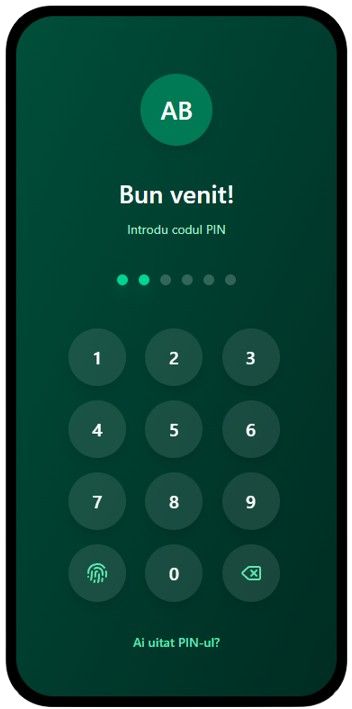 AB
Bun venit!
Introdu codul PIN
1 2 3
4 5 6
7 8 9
0
Ai uitat PIN-ul?